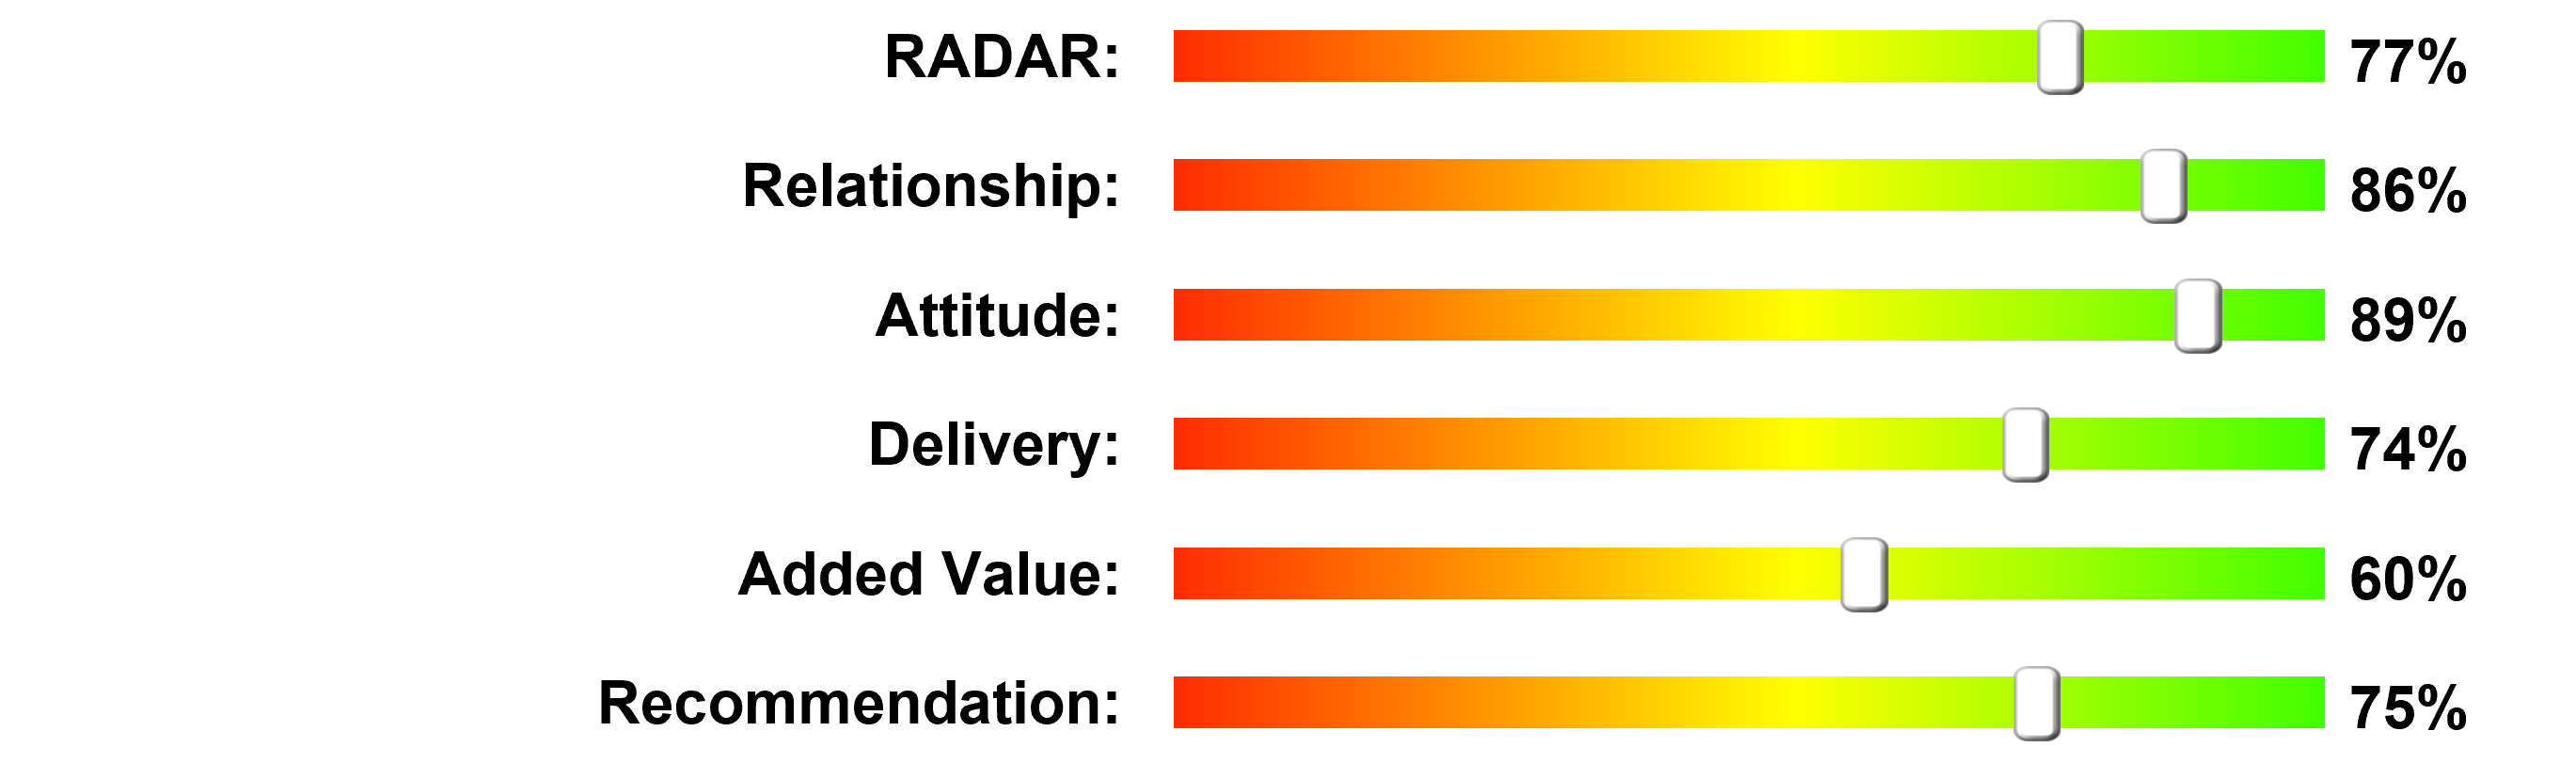 RADAR: 77%
Relationship: 86%
Attitude: 89%
Delivery: 74%
Added Value: 60%
Recommendation: 75%